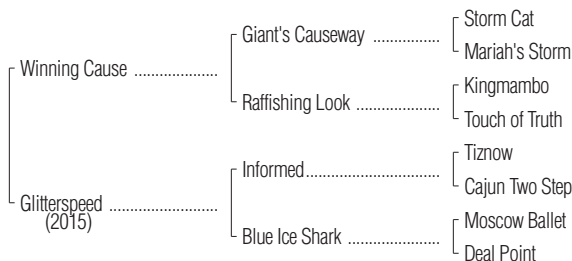 Storm Cat
Giant's Causeway ................
Mariah's Storm
Winning Cause ....................
Kingmambo
Raffishing Look ....................
Touch of Truth
Tiznow
Informed................................
Cajun Two Step
Glitterspeed ..........................
(2015)
Moscow Ballet
Blue Ice Shark ......................
Deal Point